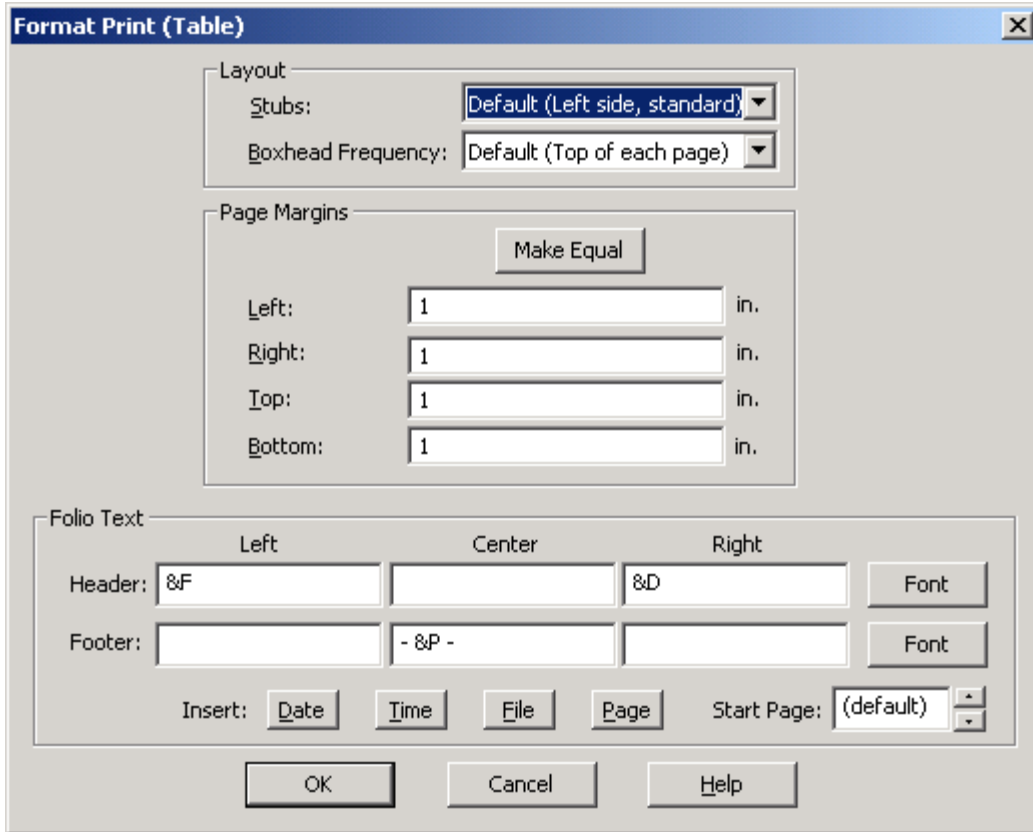 Format Print (Table)
Layout
Stubs: Default (Left side, standard)
Boxhead Frequency: Default (Top of each page)
Page Margins
Make Equal
Left: 1 in.
Right: 1 in.
Top: 1 in.
Bottom: 1 in.
Folio Text
Left Center Right
Header: &F &D Font
Footer: - &P - Font
Insert: Date Time File Page Start Page: (default)
OK Cancel Help